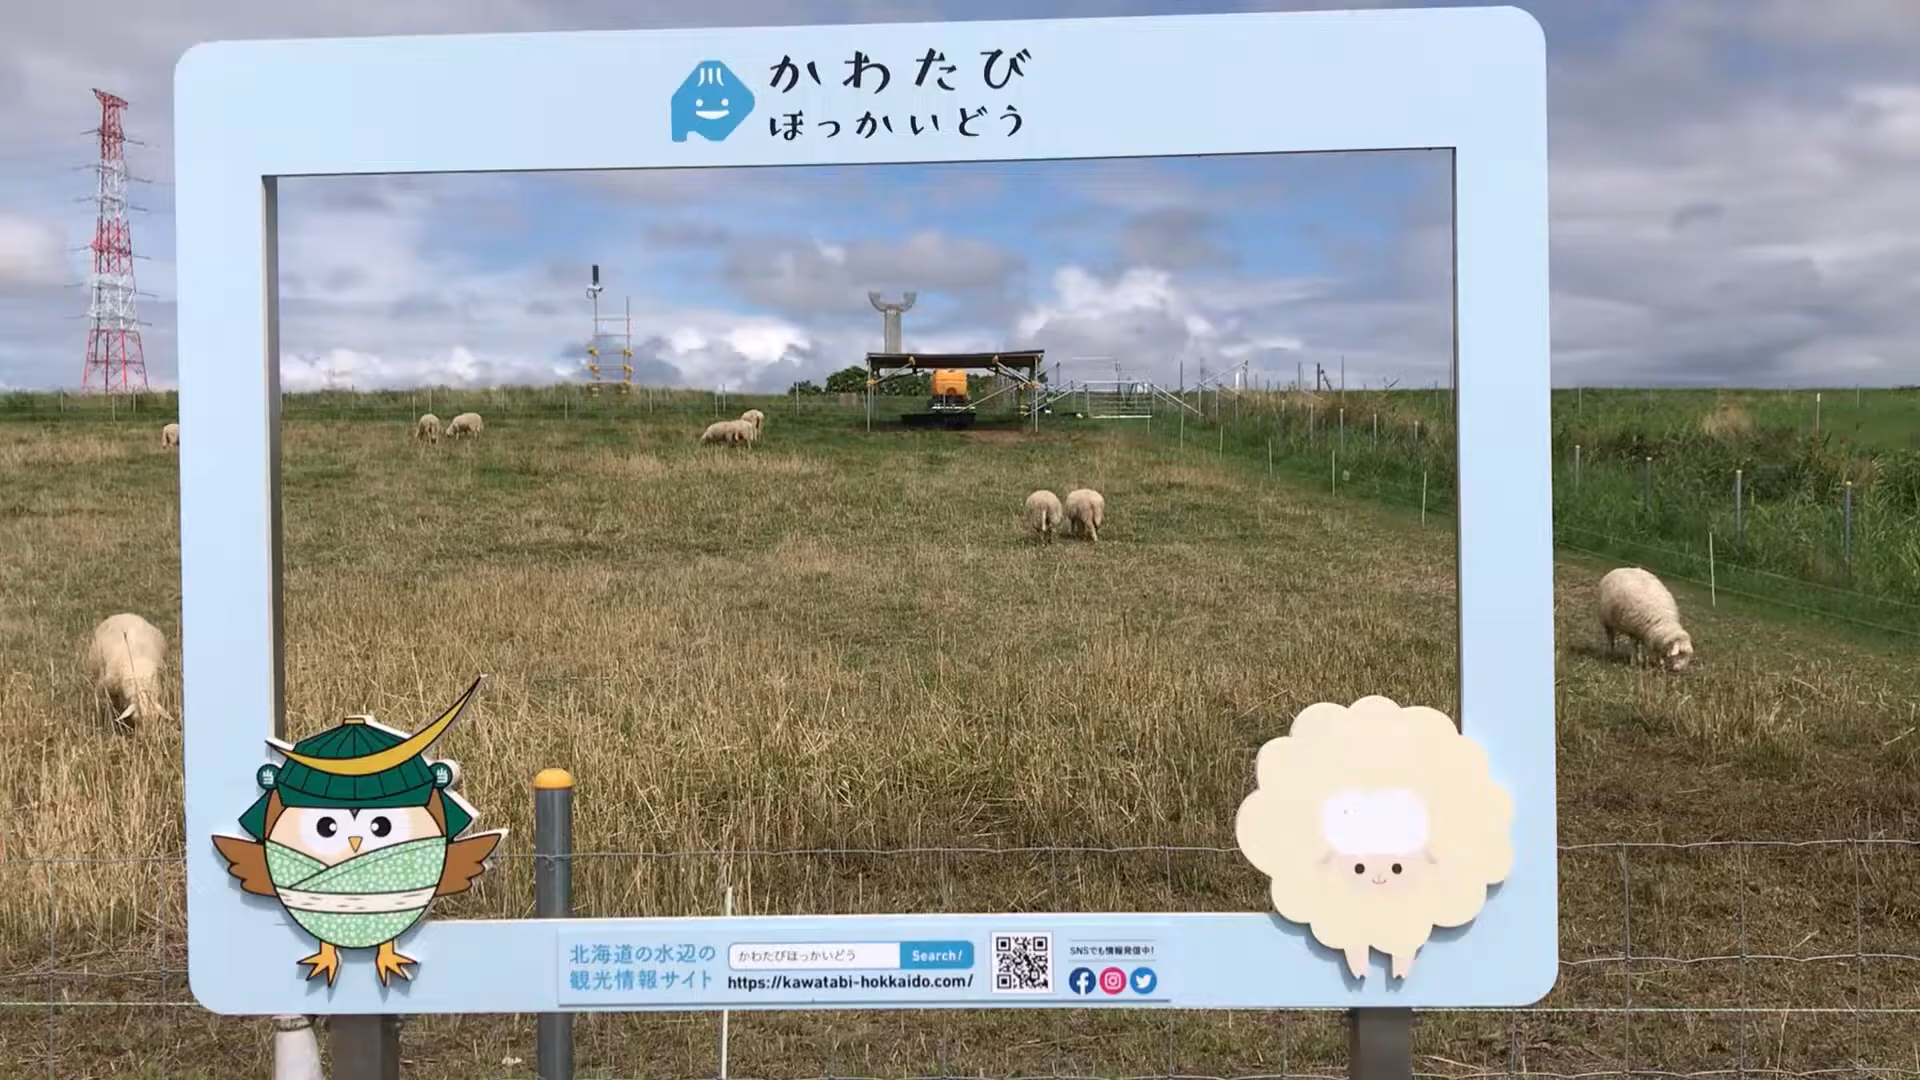 川
かわたび
ほっかいどう
当 当
北海道の水辺の
観光情報サイト
かわたびほっかいどう Search!
https://kawatabi-hokkaido.com/
SNSでも情報発信中!